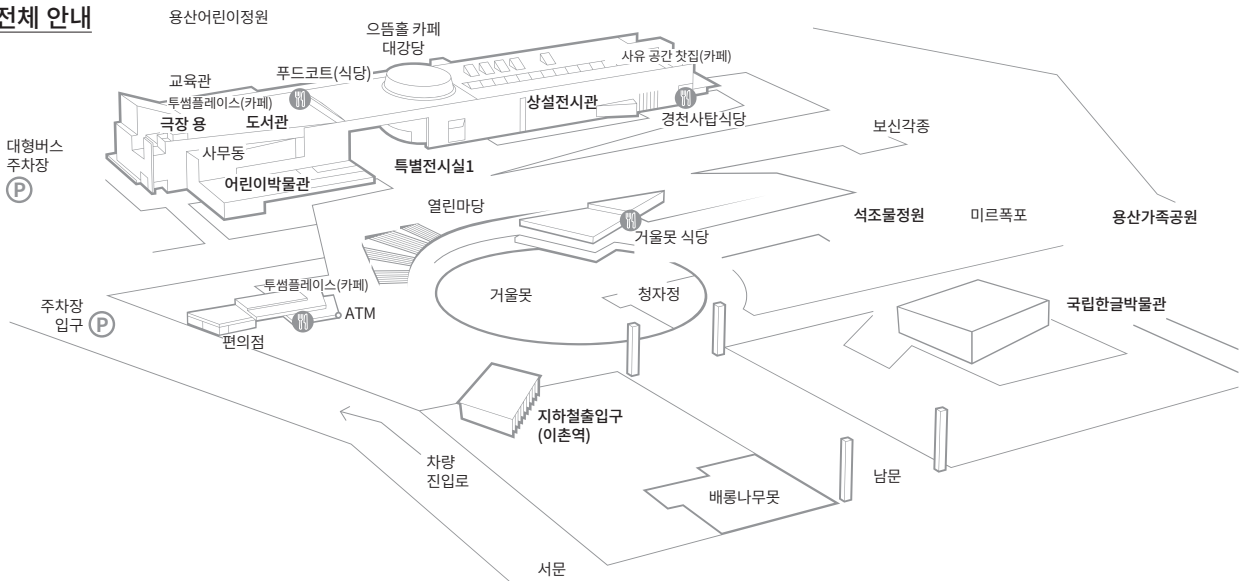 전체 안내
용산어린이정원
으뜸홀 카페
대강당
사유 공간 찻집(카페)
푸드코트(식당)
교육관
투썸플레이스(카페)
상설전시관
극장 용
도서관
경천사탑식당
보신각종
대형버스
주차장
P
사무동
특별전시실1
어린이박물관
열린마당
석조물정원
미르폭포
용산가족공원
거울못 식당
투썸플레이스(카페)
거울못
청자정
주차장
입구
P
ATM
국립한글박물관
편의점
지하철출입구
(이촌역)
차량
진입로
남문
배롱나무못
서문